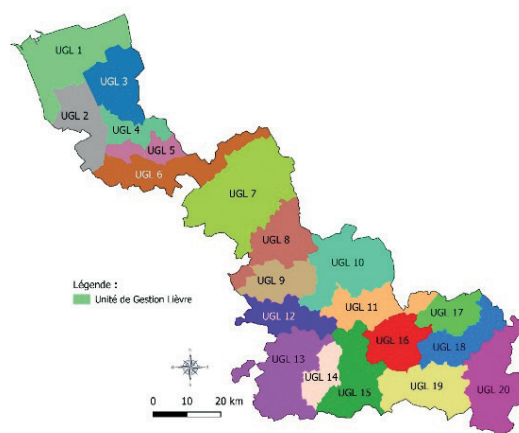 UGL 1
UGL 3
UGL 2
UGL 4
UGL 5
UGL 6
UGL 7
UGL 8
UGL 10
UGL 9
Légende :
Unité de Gestion Lièvre
UGL 11
UGL 12
UGL 17
UGL 16
UGL 18
UGL 13
UGL 14
UGL 15
UGL 19
UGL 20
0 10 20 km